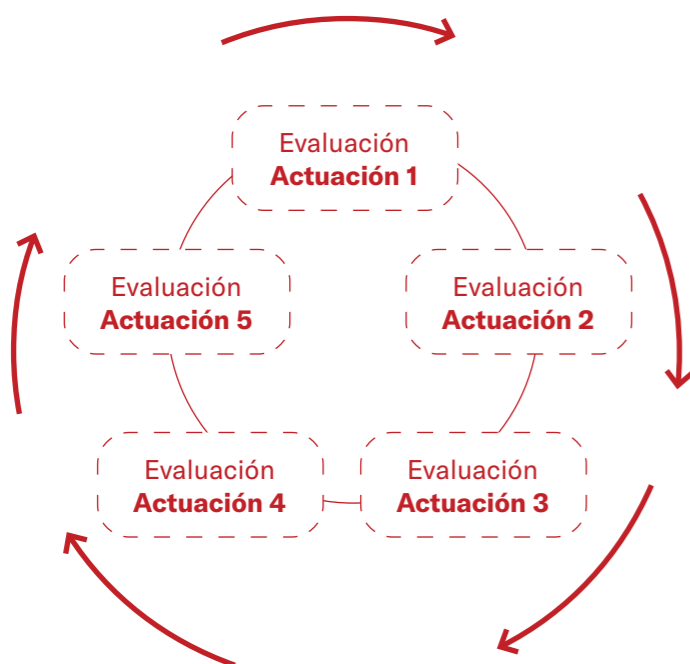 Evaluación
Actuación 1
Evaluación
Actuación 5
Evaluación
Actuación 2
Evaluación
Actuación 4
Evaluación
Actuación 3